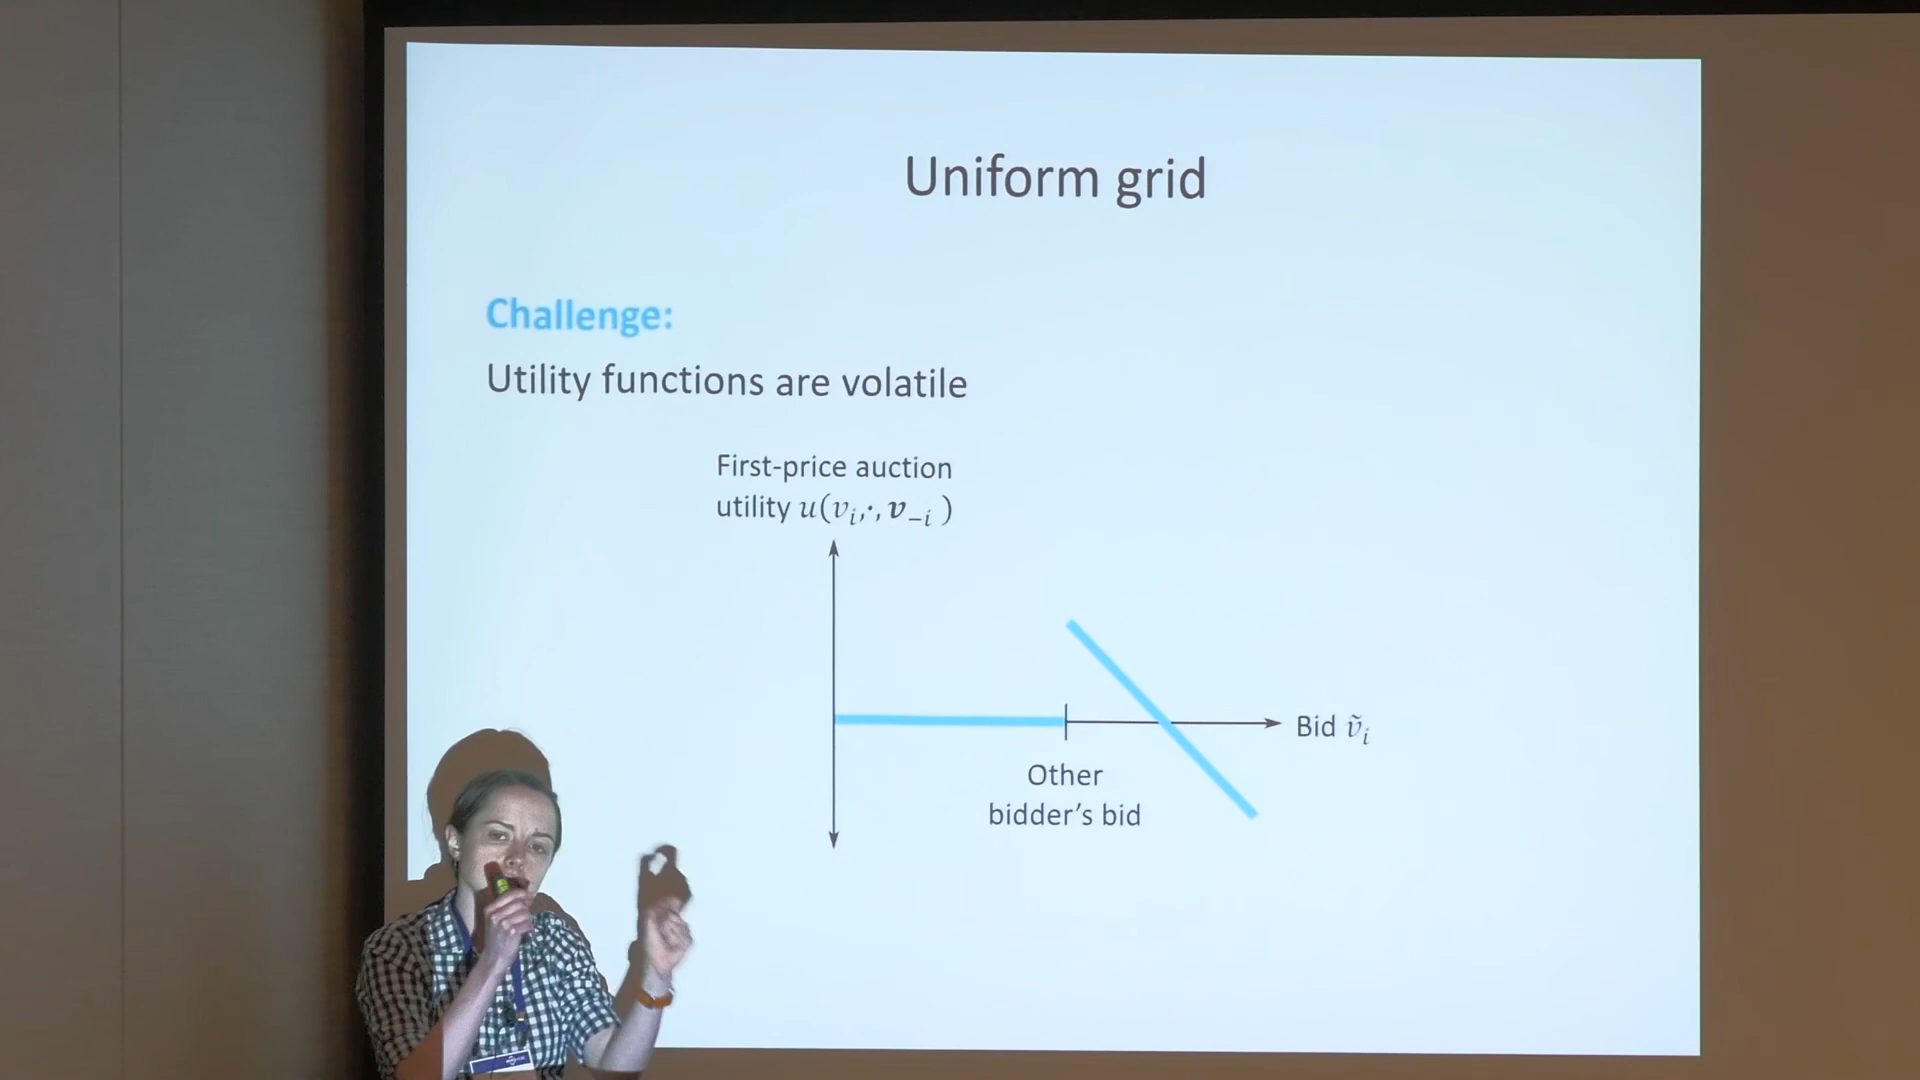 Uniform grid
Challenge:
Utility functions are volatile
First-price auction
utility u(vᵢ,·, 𝒗₋ᵢ )
Bid ṽᵢ
Other
bidder’s bid